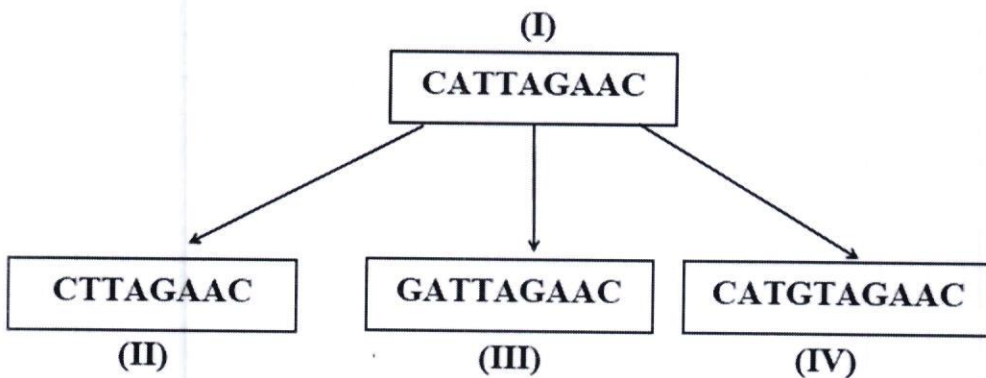 (I)
CATTAGAAC
CTTAGAAC GATTAGAAC CATGTAGAAC
(II) (III) (IV)